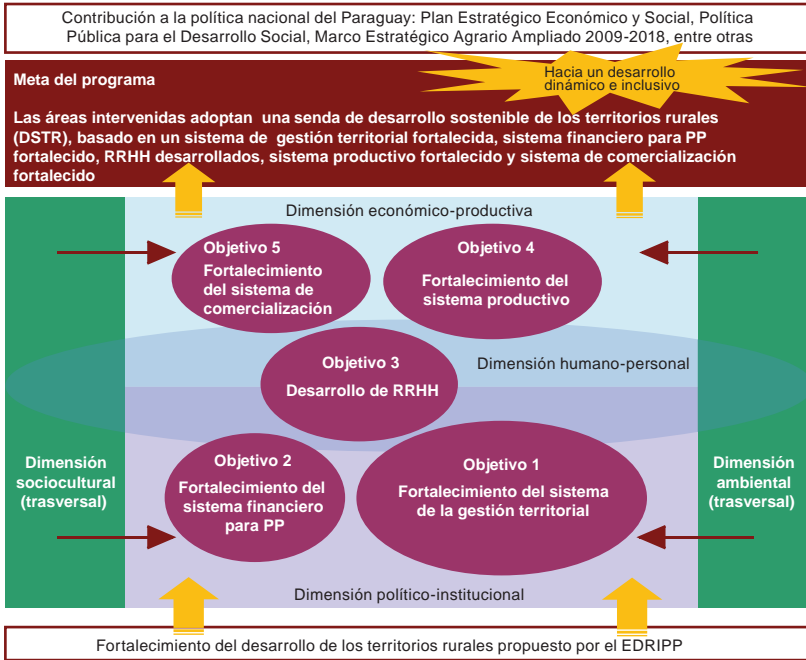 Contribución a la política nacional del Paraguay: Plan Estratégico Económico y Social, Política
Pública para el Desarrollo Social, Marco Estratégico Agrario Ampliado 2009-2018, entre otras
Hacia un desarrollo
dinámico e inclusivo
Meta del programa
Las áreas intervenidas adoptan una senda de desarrollo sostenible de los territorios rurales
(DSTR), basado en un sistema de gestión territorial fortalecida, sistema financiero para PP
fortalecido, RRHH desarrollados, sistema productivo fortalecido y sistema de comercialización
fortalecido
Dimensión económico-productiva
Objetivo 5
Fortalecimiento
del sistema de
comercialización
Objetivo 4
Fortalecimiento del
sistema productivo
Objetivo 3
Desarrollo de RRHH
Dimensión humano-personal
Dimensión
sociocultural
(trasversal)
Objetivo 2
Fortalecimiento del
sistema financiero
para PP
Objetivo 1
Fortalecimiento del sistema
de la gestión territorial
Dimensión
ambiental
(trasversal)
Dimensión político-institucional
Fortalecimiento del desarrollo de los territorios rurales propuesto por el EDRIPP